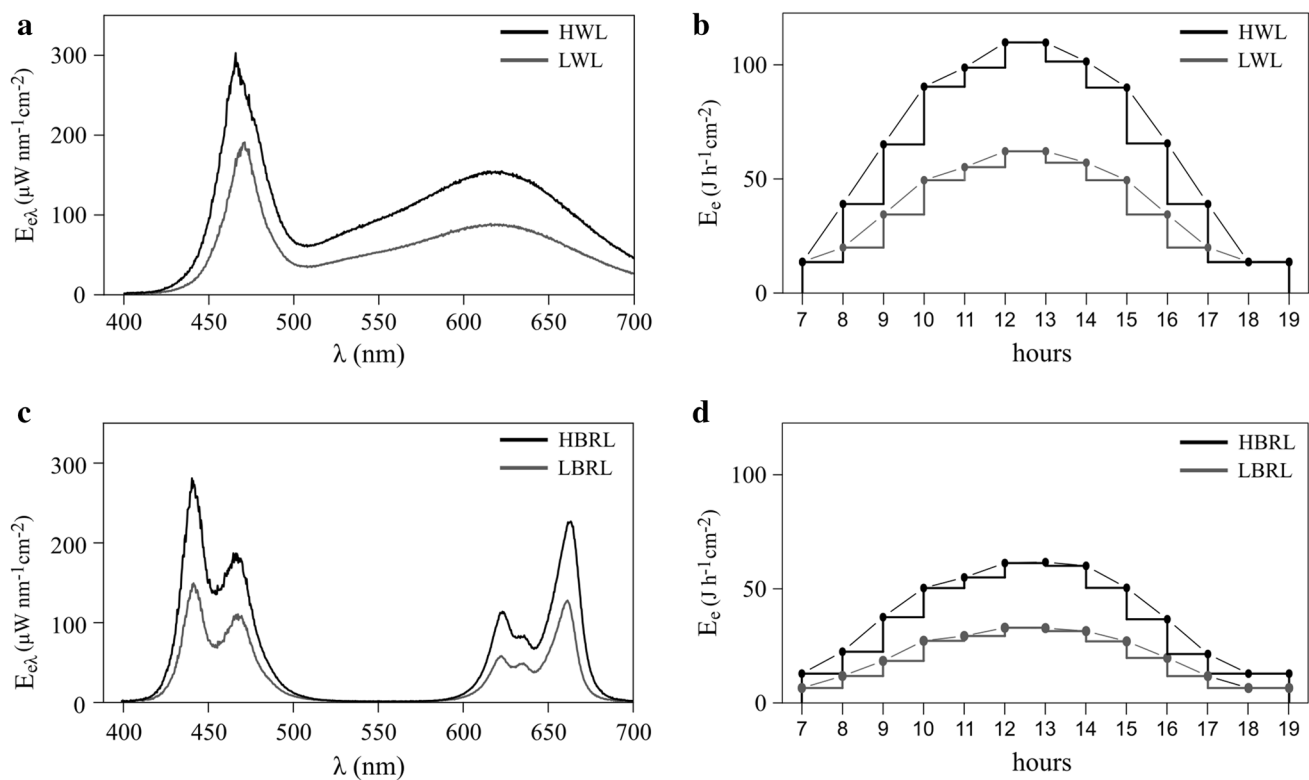 a
HWL
LWL
300
200
100
0
E_eλ (μW nm⁻¹cm⁻²)
400 450 500 550 600 650 700
λ (nm)
b
HWL
LWL
100
50
0
E_e (J h⁻¹cm⁻²)
7 8 9 10 11 12 13 14 15 16 17 18 19
hours
c
HBRL
LBRL
300
200
100
0
E_eλ (μW nm⁻¹cm⁻²)
400 450 500 550 600 650 700
λ (nm)
d
HBRL
LBRL
100
50
0
E_e (J h⁻¹cm⁻²)
7 8 9 10 11 12 13 14 15 16 17 18 19
hours